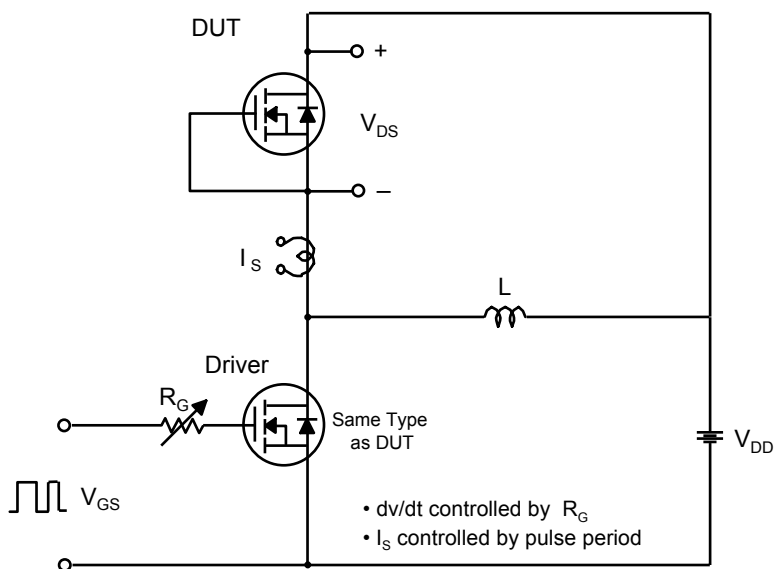 DUT
+
V_DS
–
I_S
L
Driver
R_G
Same Type
as DUT
V_DD
V_GS
• dv/dt controlled by R_G
• I_S controlled by pulse period